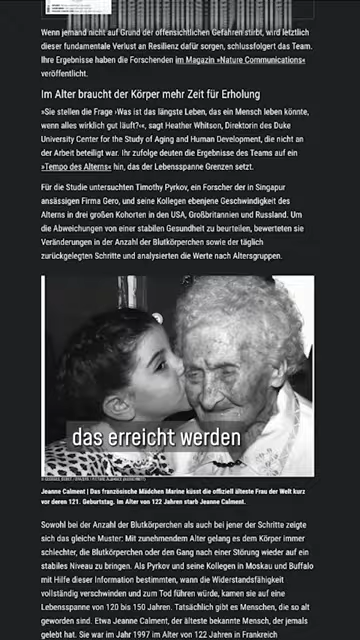 Wenn jemand nicht auf Grund der offensichtlichen Gefahren stirbt, wird letztlich
dieser fundamentale Verlust an Resilienz dafür sorgen, schlussfolgert das Team.
Ihre Ergebnisse haben die Forschenden im Magazin »Nature Communications«
veröffentlicht.
Im Alter braucht der Körper mehr Zeit für Erholung
»Sie stellen die Frage ›Was ist das längste Leben, das ein Mensch leben könnte,
wenn alles wirklich gut läuft?‹«, sagt Heather Whitson, Direktorin des Duke
University Center for the Study of Aging and Human Development, die nicht an
der Arbeit beteiligt war. Ihr zufolge deuten die Ergebnisse des Teams auf ein
»Tempo des Alterns« hin, das der Lebensspanne Grenzen setzt.
Für die Studie untersuchten Timothy Pyrkov, ein Forscher der in Singapur
ansässigen Firma Gero, und seine Kollegen ebenjene Geschwindigkeit des
Alterns in drei großen Kohorten in den USA, Großbritannien und Russland. Um
die Abweichungen von einer stabilen Gesundheit zu beurteilen, bewerteten sie
Veränderungen in der Anzahl der Blutkörperchen sowie der täglich
zurückgelegten Schritte und analysierten die Werte nach Altersgruppen.
das erreicht werden
Jeanne Calment | Das französische Mädchen Marine küsst die offiziell älteste Frau der Welt kurz
vor deren 121. Geburtstag. Im Alter von 122 Jahren starb Jeanne Calment.
Sowohl bei der Anzahl der Blutkörperchen als auch bei jener der Schritte zeigte
sich das gleiche Muster: Mit zunehmendem Alter gelang es dem Körper immer
schlechter, die Blutkörperchen oder den Gang nach einer Störung wieder auf ein
stabiles Niveau zu bringen. Als Pyrkov und seine Kollegen in Moskau und Buffalo
mit Hilfe dieser Information bestimmten, wann die Widerstandsfähigkeit
vollständig verschwinden und zum Tod führen würde, kamen sie auf eine
Lebensspanne von 120 bis 150 Jahren. Tatsächlich gibt es Menschen, die so alt
geworden sind. Etwa Jeanne Calment, der älteste bekannte Mensch, der jemals
gelebt hat. Sie war im Jahr 1997 im Alter von 122 Jahren in Frankreich